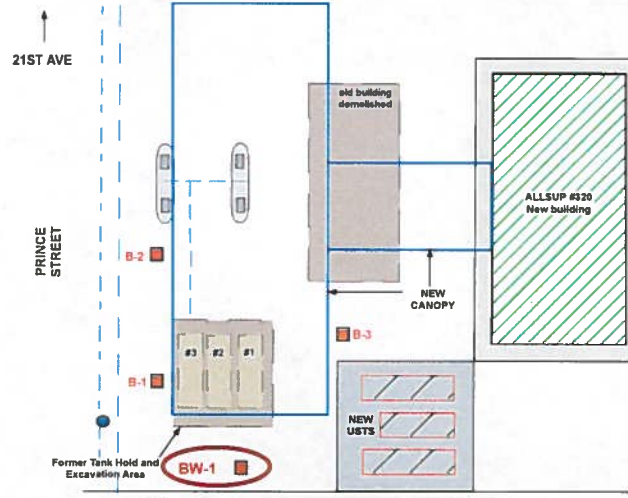 21ST AVE
old building
demolished
ALLSUP #320
New building
PRINCE
STREET
B-2
NEW
CANOPY
B-3
#3 #2 #1
B-1
NEW
USTS
Former Tank Hold and
Excavation Area
BW-1